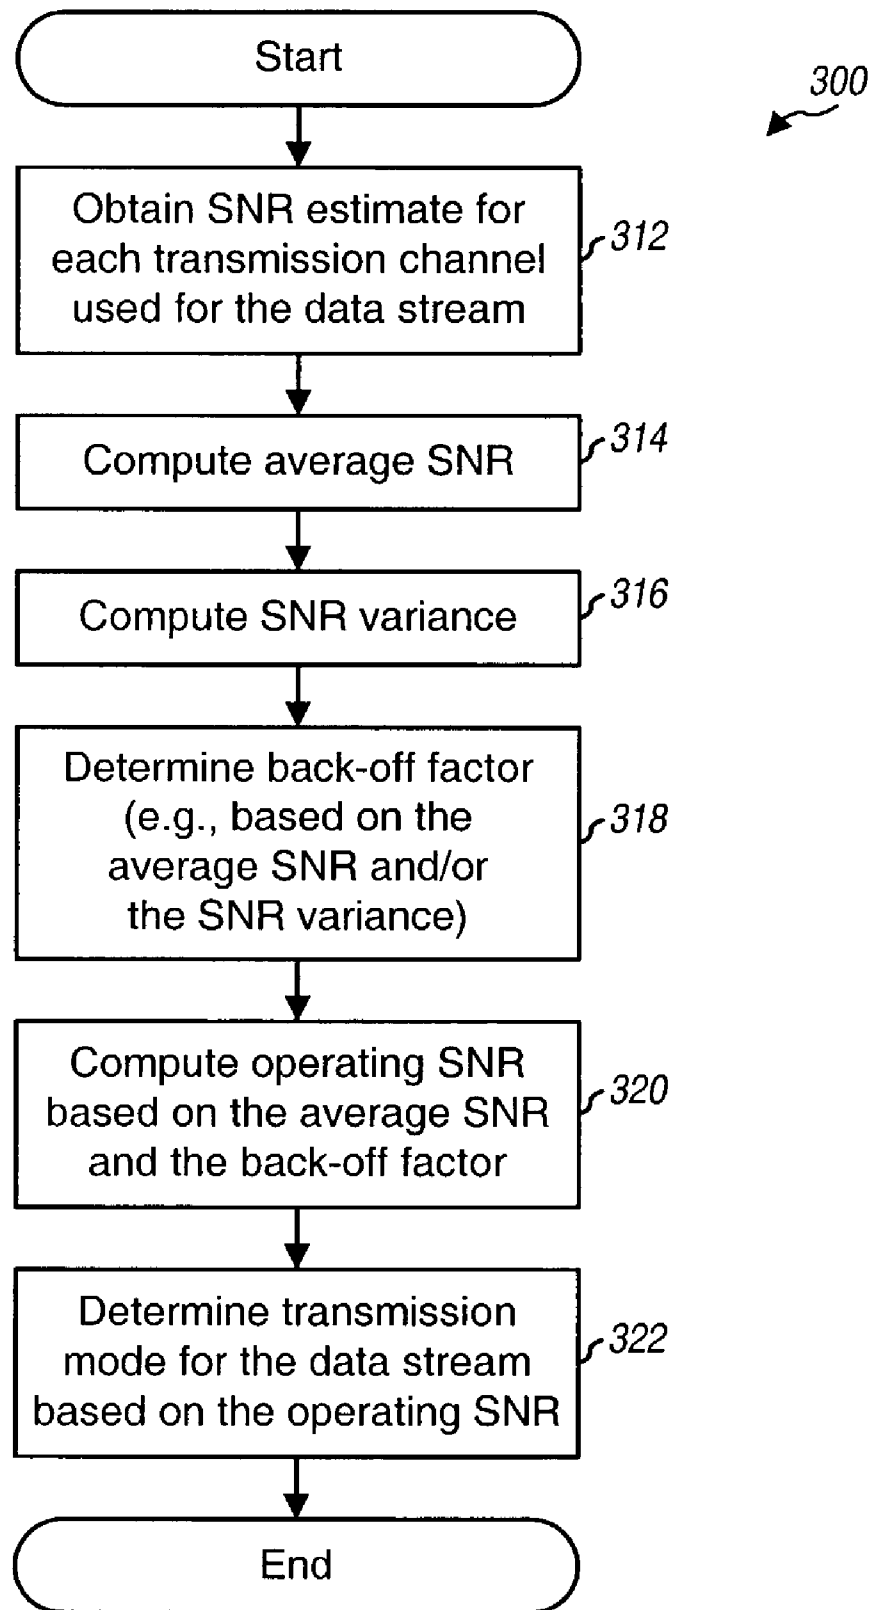 Start
300
Obtain SNR estimate for
each transmission channel
used for the data stream
312
Compute average SNR
314
Compute SNR variance
316
Determine back-off factor
(e.g., based on the
average SNR and/or
the SNR variance)
318
Compute operating SNR
based on the average SNR
and the back-off factor
320
Determine transmission
mode for the data stream
based on the operating SNR
322
End